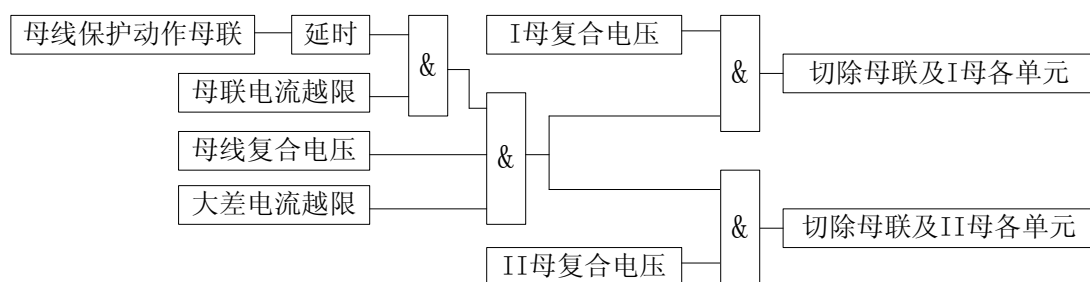 母线保护动作母联
延时
&
I母复合电压
&
切除母联及I母各单元
母联电流越限
母线复合电压
&
大差电流越限
&
切除母联及II母各单元
II母复合电压